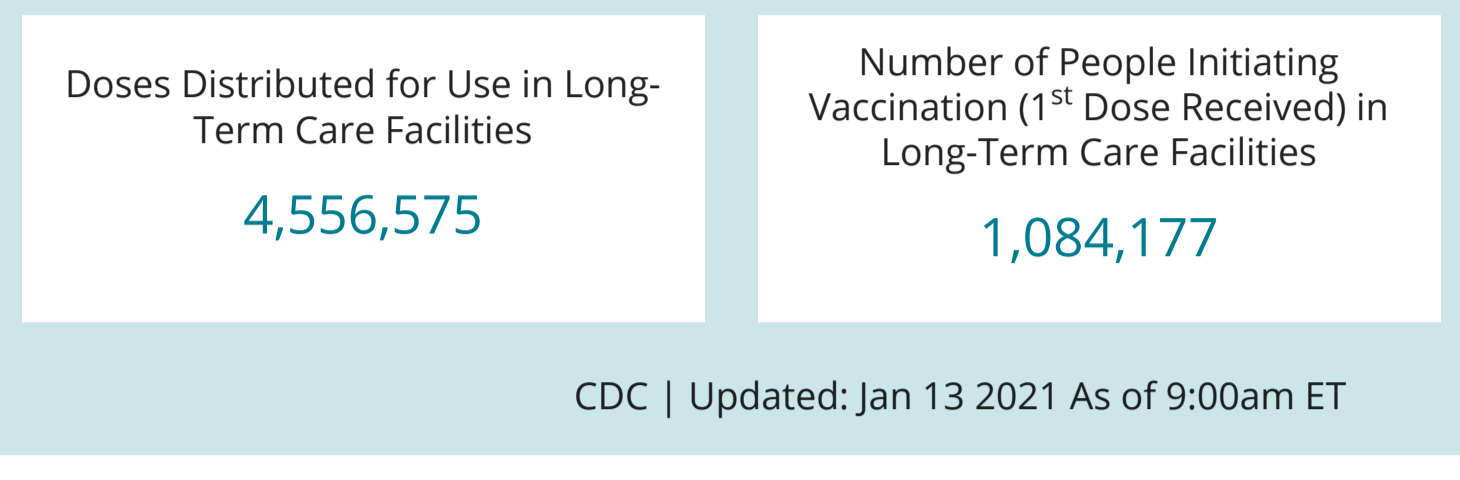 Doses Distributed for Use in Long-
Term Care Facilities
4,556,575
Number of People Initiating
Vaccination (1st Dose Received) in
Long-Term Care Facilities
1,084,177
CDC | Updated: Jan 13 2021 As of 9:00am ET